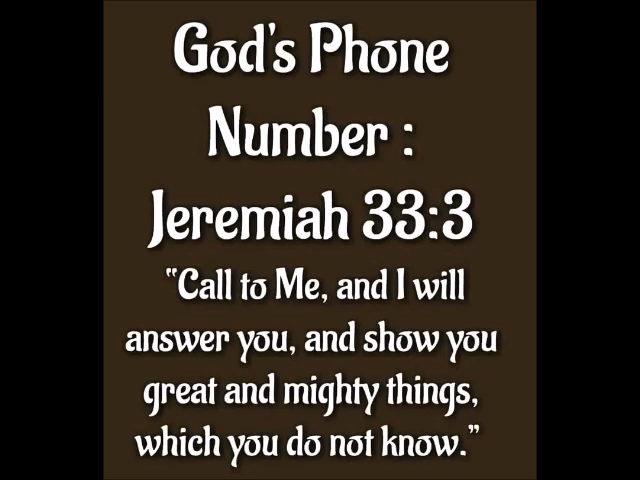 God's Phone
Number :
Jeremiah 33:3
“Call to Me, and I will
answer you, and show you
great and mighty things,
which you do not know.”